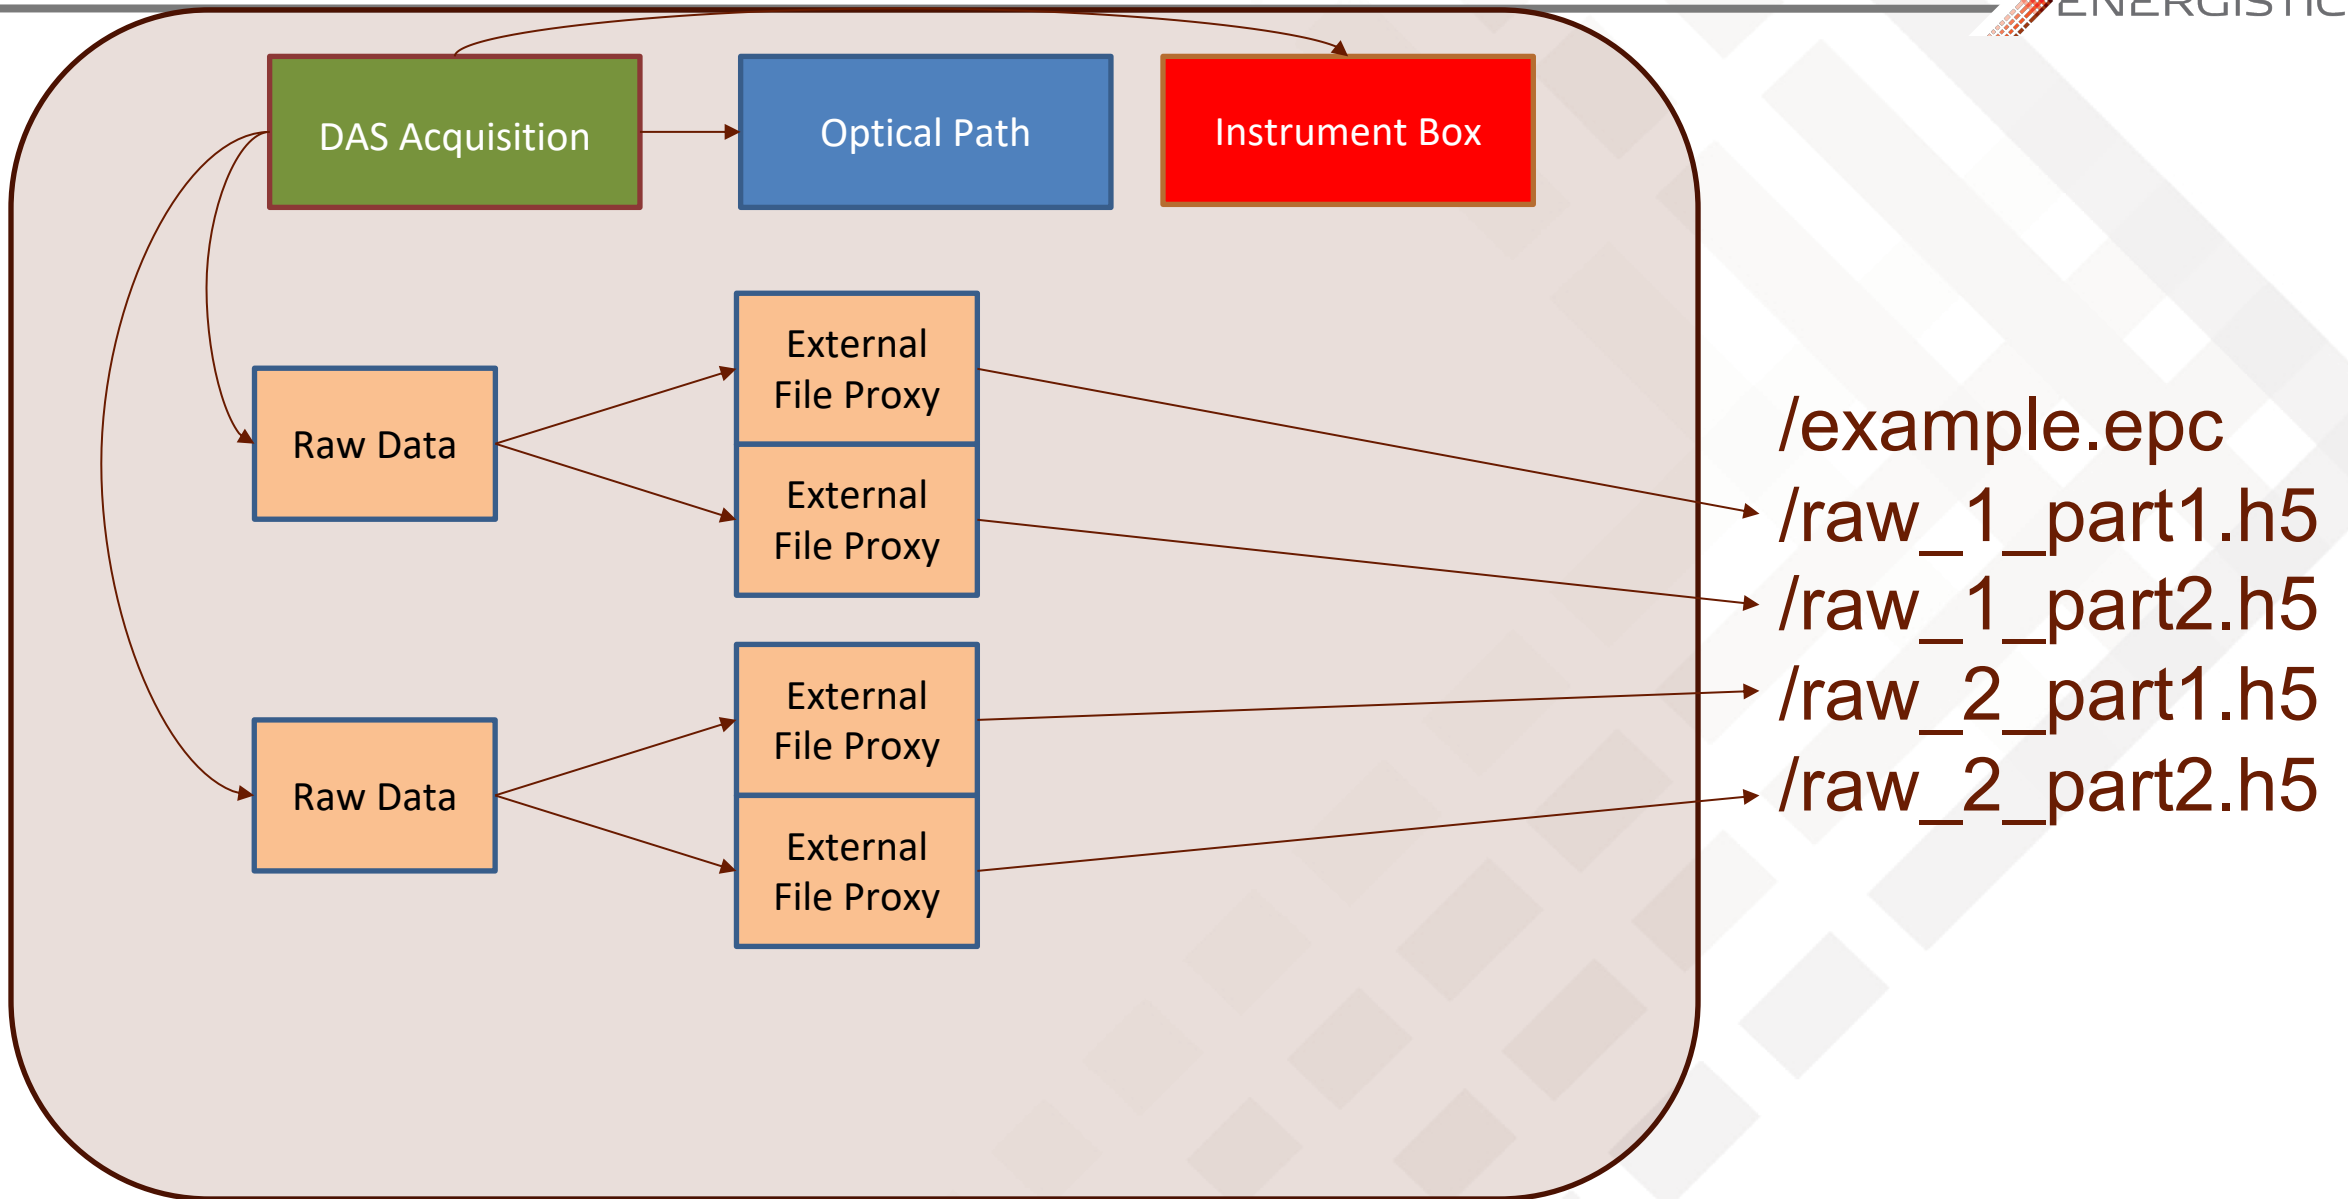 ENERGISTIC
DAS Acquisition
Optical Path
Instrument Box
External
File Proxy
Raw Data
External
File Proxy
External
File Proxy
Raw Data
External
File Proxy
/example.epc
/raw_1_part1.h5
/raw_1_part2.h5
/raw_2_part1.h5
/raw_2_part2.h5